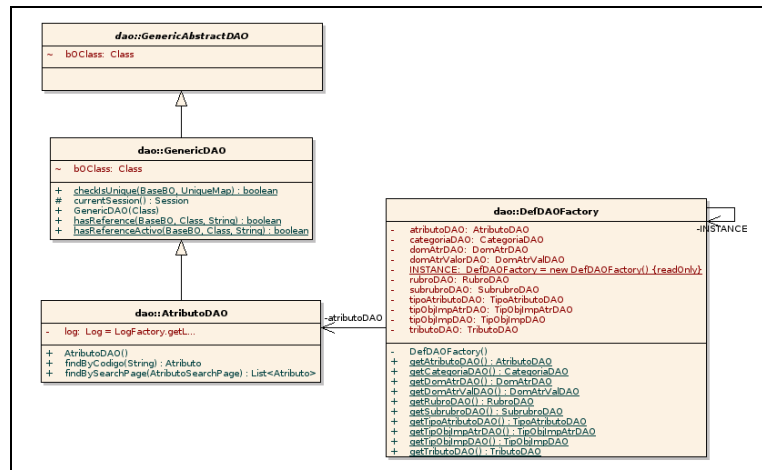 dao::GenericAbstractDAO
~ bOClass: Class
dao::GenericDAO
~ bOClass: Class
+ checkIsUnique(BaseBO, UniqueMap) : boolean
# currentSession() : Session
+ GenericDAO(Class)
+ hasReference(BaseBO, Class, String) : boolean
+ hasReferenceActivo(BaseBO, Class, String) : boolean
dao::AtributoDAO
- log: Log = LogFactory.getL...
+ AtributoDAO()
+ findByCodigo(String) : Atributo
+ findBySearchPage(AtributoSearchPage) : List<Atributo>
-atributoDAO
dao::DefDAOFactory
- atributoDAO: AtributoDAO
- categoriaDAO: CategoriaDAO
- domAtrDAO: DomAtrDAO
- domAtrValorDAO: DomAtrValDAO
- INSTANCE: DefDAOFactory = new DefDAOFactory() {readOnly}
- rubroDAO: RubroDAO
- subrubroDAO: SubrubroDAO
- tipoAtributoDAO: TipoAtributoDAO
- tipObjImpAtrDAO: TipObjImpAtrDAO
- tipObjImpDAO: TipObjImpDAO
- tributoDAO: TributoDAO
- DefDAOFactory()
+ getAtributoDAO() : AtributoDAO
+ getCategoriaDAO() : CategoriaDAO
+ getDomAtrDAO() : DomAtrDAO
+ getDomAtrValDAO() : DomAtrValDAO
+ getRubroDAO() : RubroDAO
+ getSubrubroDAO() : SubrubroDAO
+ getTipoAtributoDAO() : TipoAtributoDAO
+ getTipObjImpAtrDAO() : TipObjImpAtrDAO
+ getTipObjImpDAO() : TipObjImpDAO
+ getTributoDAO() : TributoDAO
-INSTANCE